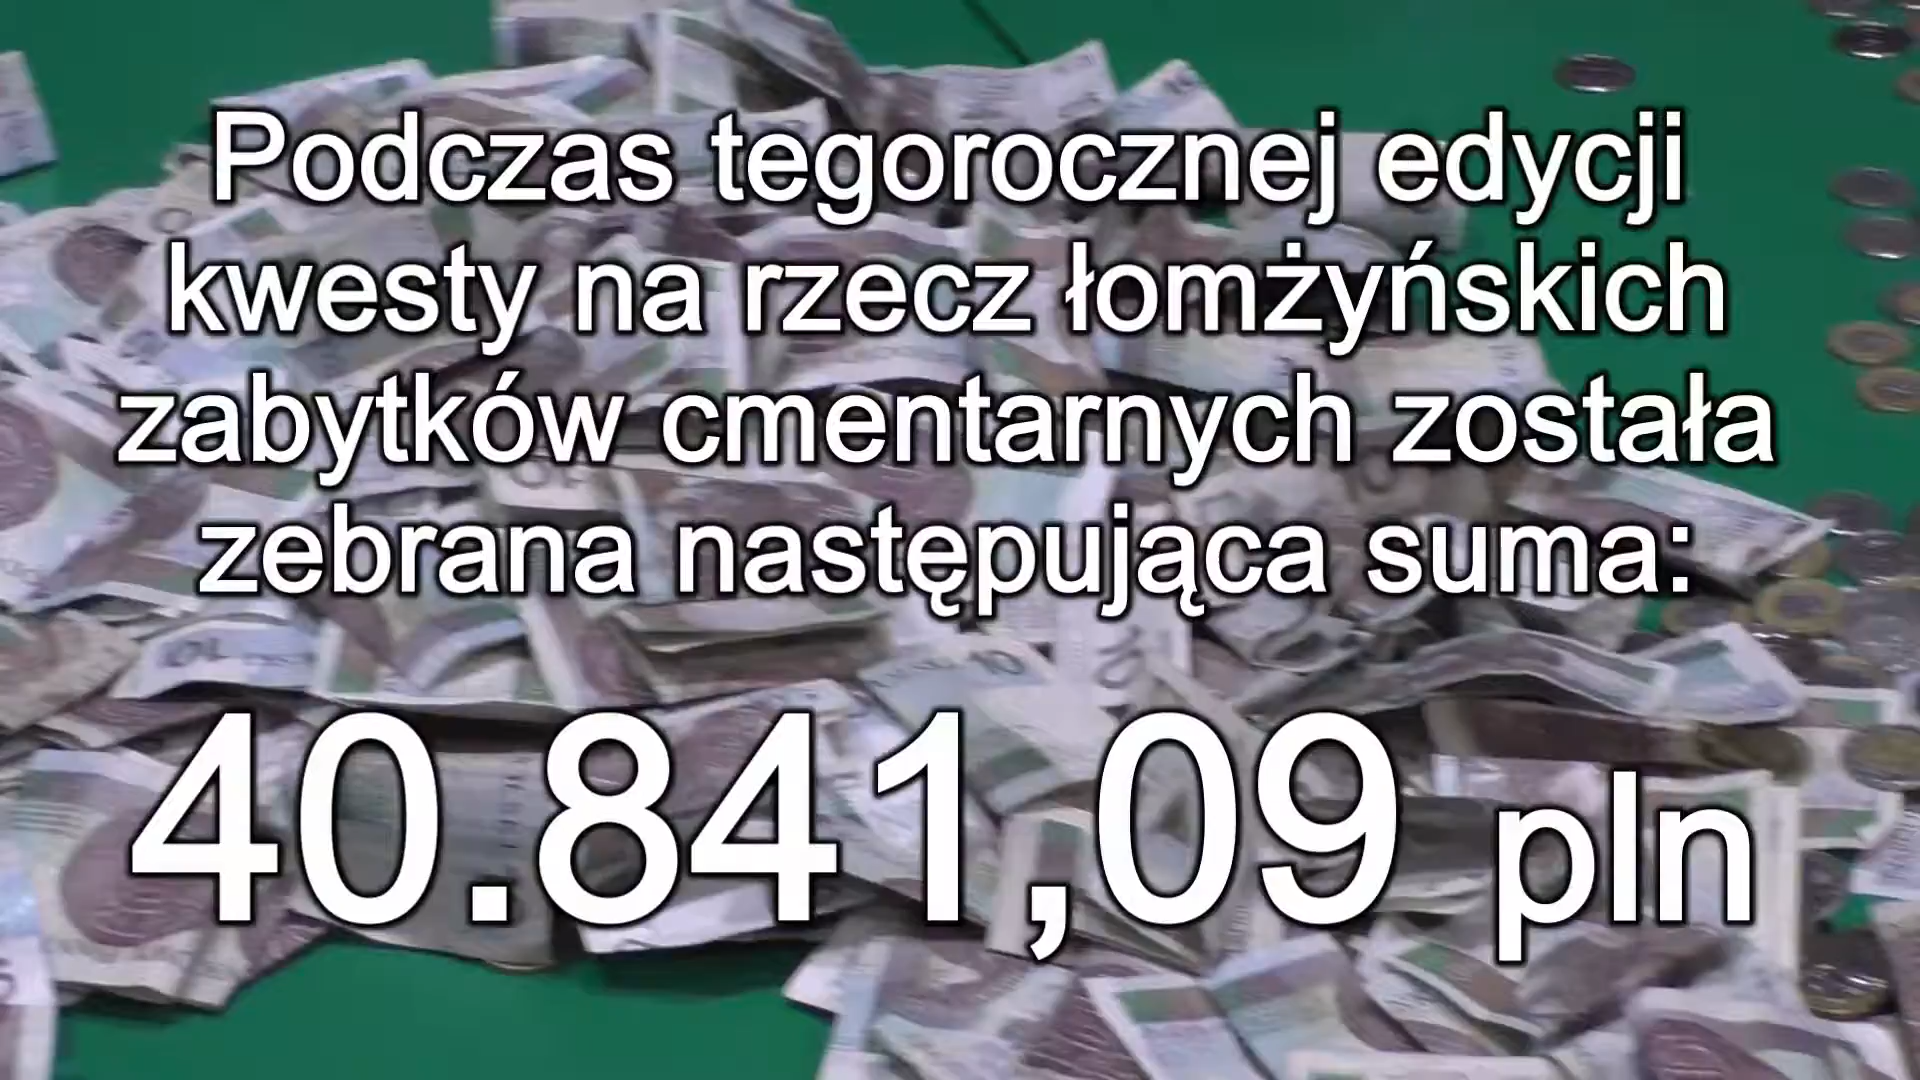 Podczas tegorocznej edycji
kwesty na rzecz łomżyńskich
zabytków cmentarnych została
zebrana następująca suma:
40.841,09 pln